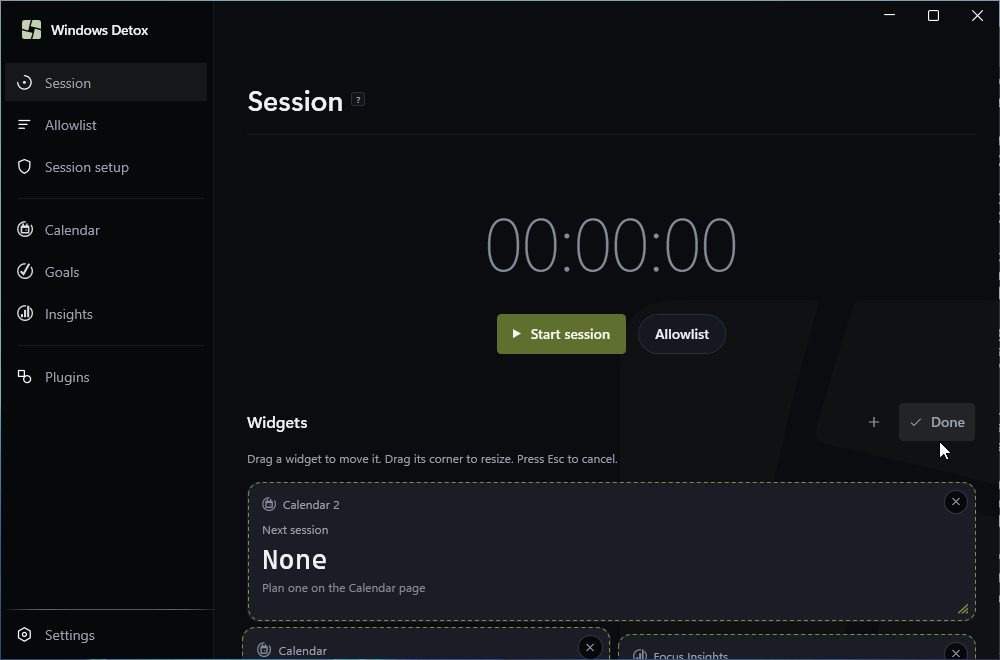 Windows Detox
Session
Allowlist
Session setup
Calendar
Goals
Insights
Plugins
Settings
Session ?
00:00:00
Start session
Allowlist
Widgets
Done
Drag a widget to move it. Drag its corner to resize. Press Esc to cancel.
Calendar 2
Next session
None
Plan one on the Calendar page
Calendar
Focus Insights